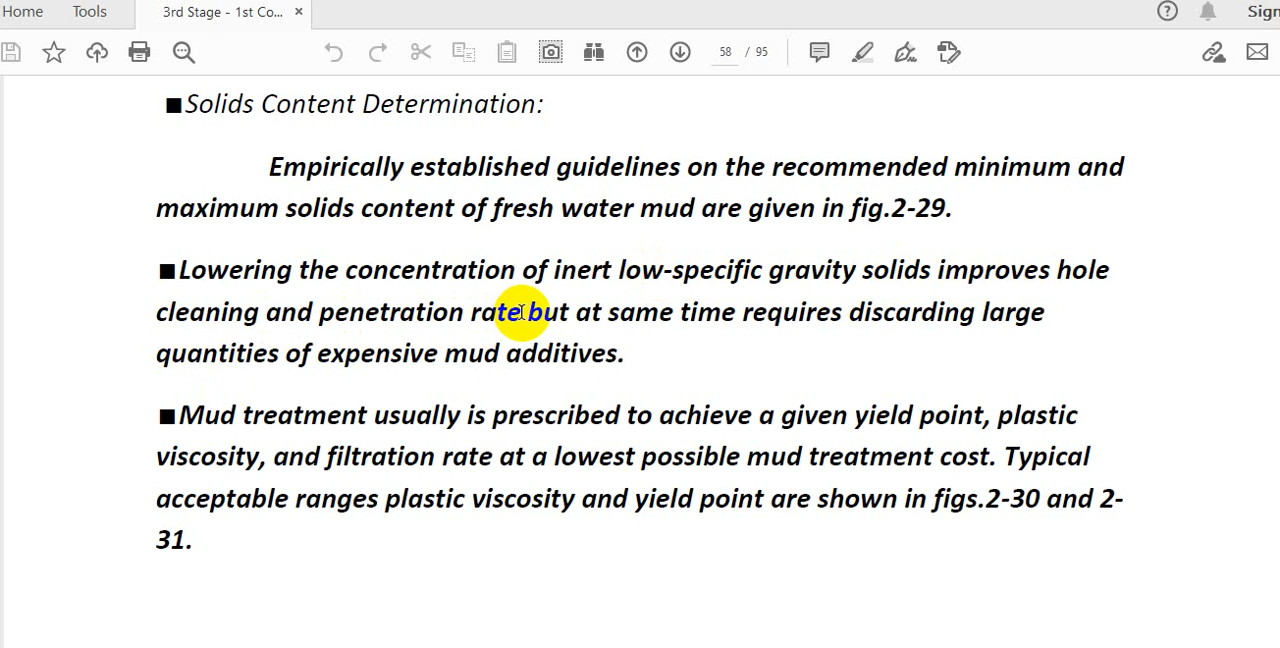 Home Tools 3rd Stage - 1st Co... × ? Sign
58 / 95
■Solids Content Determination:
Empirically established guidelines on the recommended minimum and
maximum solids content of fresh water mud are given in fig.2-29.
■Lowering the concentration of inert low-specific gravity solids improves hole
cleaning and penetration rate but at same time requires discarding large
quantities of expensive mud additives.
■Mud treatment usually is prescribed to achieve a given yield point, plastic
viscosity, and filtration rate at a lowest possible mud treatment cost. Typical
acceptable ranges plastic viscosity and yield point are shown in figs.2-30 and 2-
31.